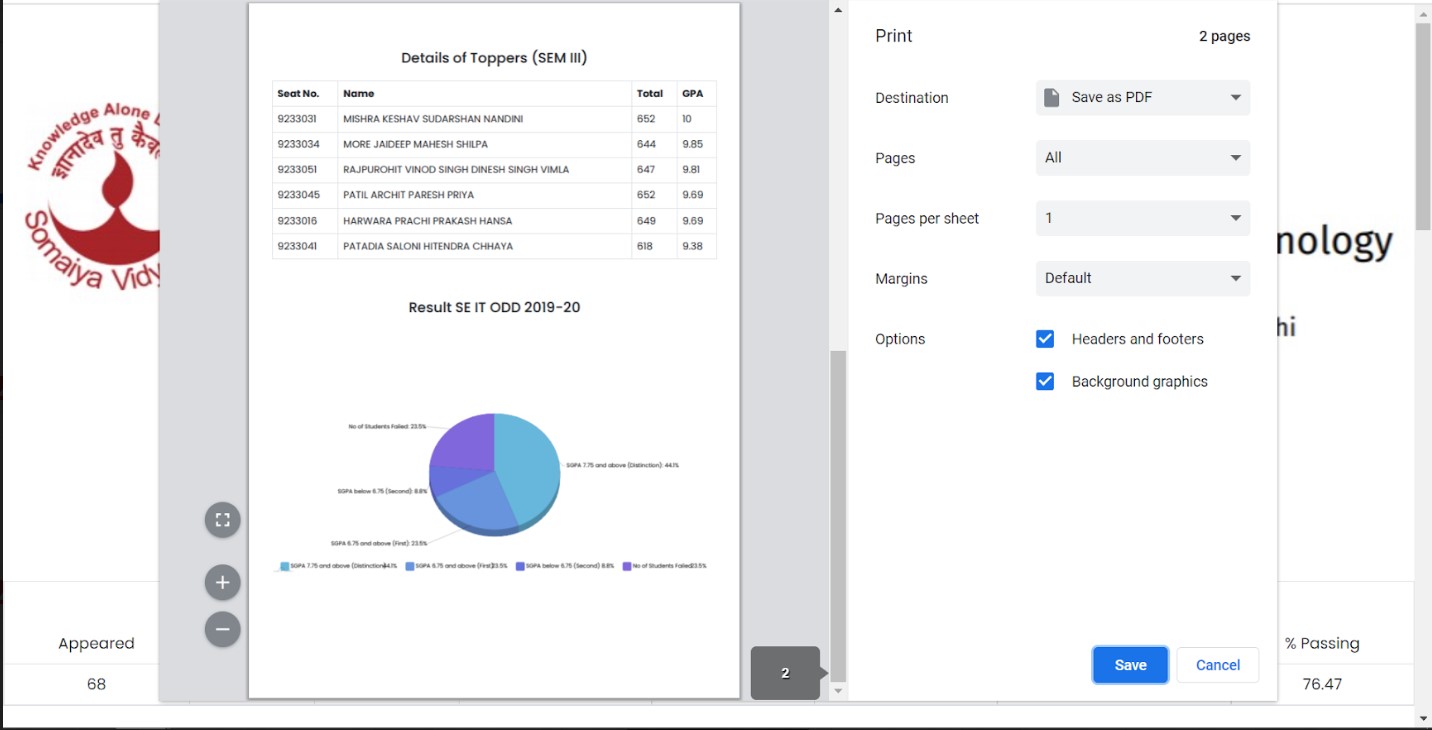 Knowledge Alone
ज्ञानादेव तु
Somaiya Vidy
Appeared
68
Details of Toppers (SEM III)
Seat No. Name Total GPA
9233031 MISHRA KESHAV SUDARSHAN NANDINI 652 10
9233034 MORE JAIDEEP MAHESH SHILPA 644 9.85
9233051 RAJPUROHIT VINOD SINGH DINESH SINGH VIMLA 647 9.81
9233045 PATIL ARCHIT PARESH PRIYA 652 9.69
9233016 HARWARA PRACHI PRAKASH HANSA 649 9.69
9233041 PATADIA SALONI HITENDRA CHHAYA 618 9.38
Result SE IT ODD 2019-20
No of Students Failed: 23.5%
SGPA 7.75 and above (Distinction): 44.1%
SGPA below 6.75 (Second): 8.8%
SGPA 6.75 and above (First): 23.5%
SGPA 7.75 and above (Distinction) 44.1% SGPA 6.75 and above (First) 23.5% SGPA below 6.75 (Second) 8.8% No of Students Failed 23.5%
2
Print 2 pages
Destination Save as PDF
Pages All
Pages per sheet 1
Margins Default
Options Headers and footers
Background graphics
Save Cancel
nology
hi
% Passing
76.47